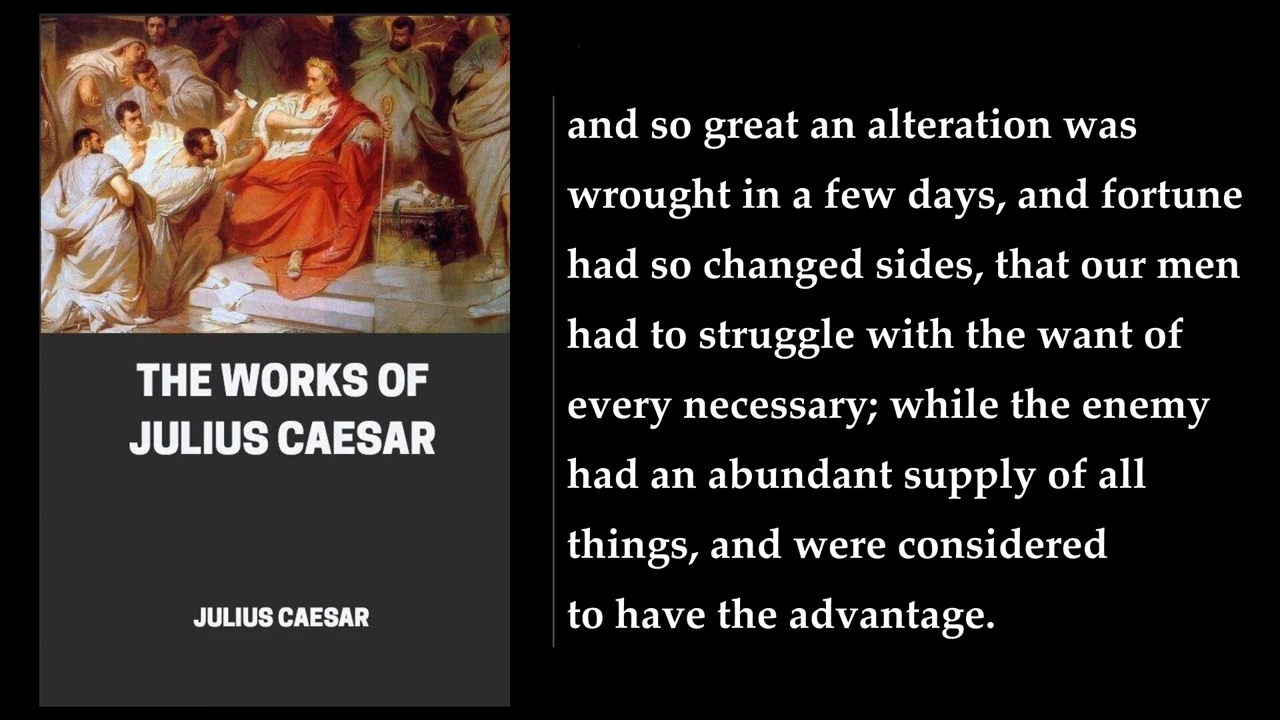 THE WORKS OF
JULIUS CAESAR
JULIUS CAESAR
and so great an alteration was
wrought in a few days, and fortune
had so changed sides, that our men
had to struggle with the want of
every necessary; while the enemy
had an abundant supply of all
things, and were considered
to have the advantage.